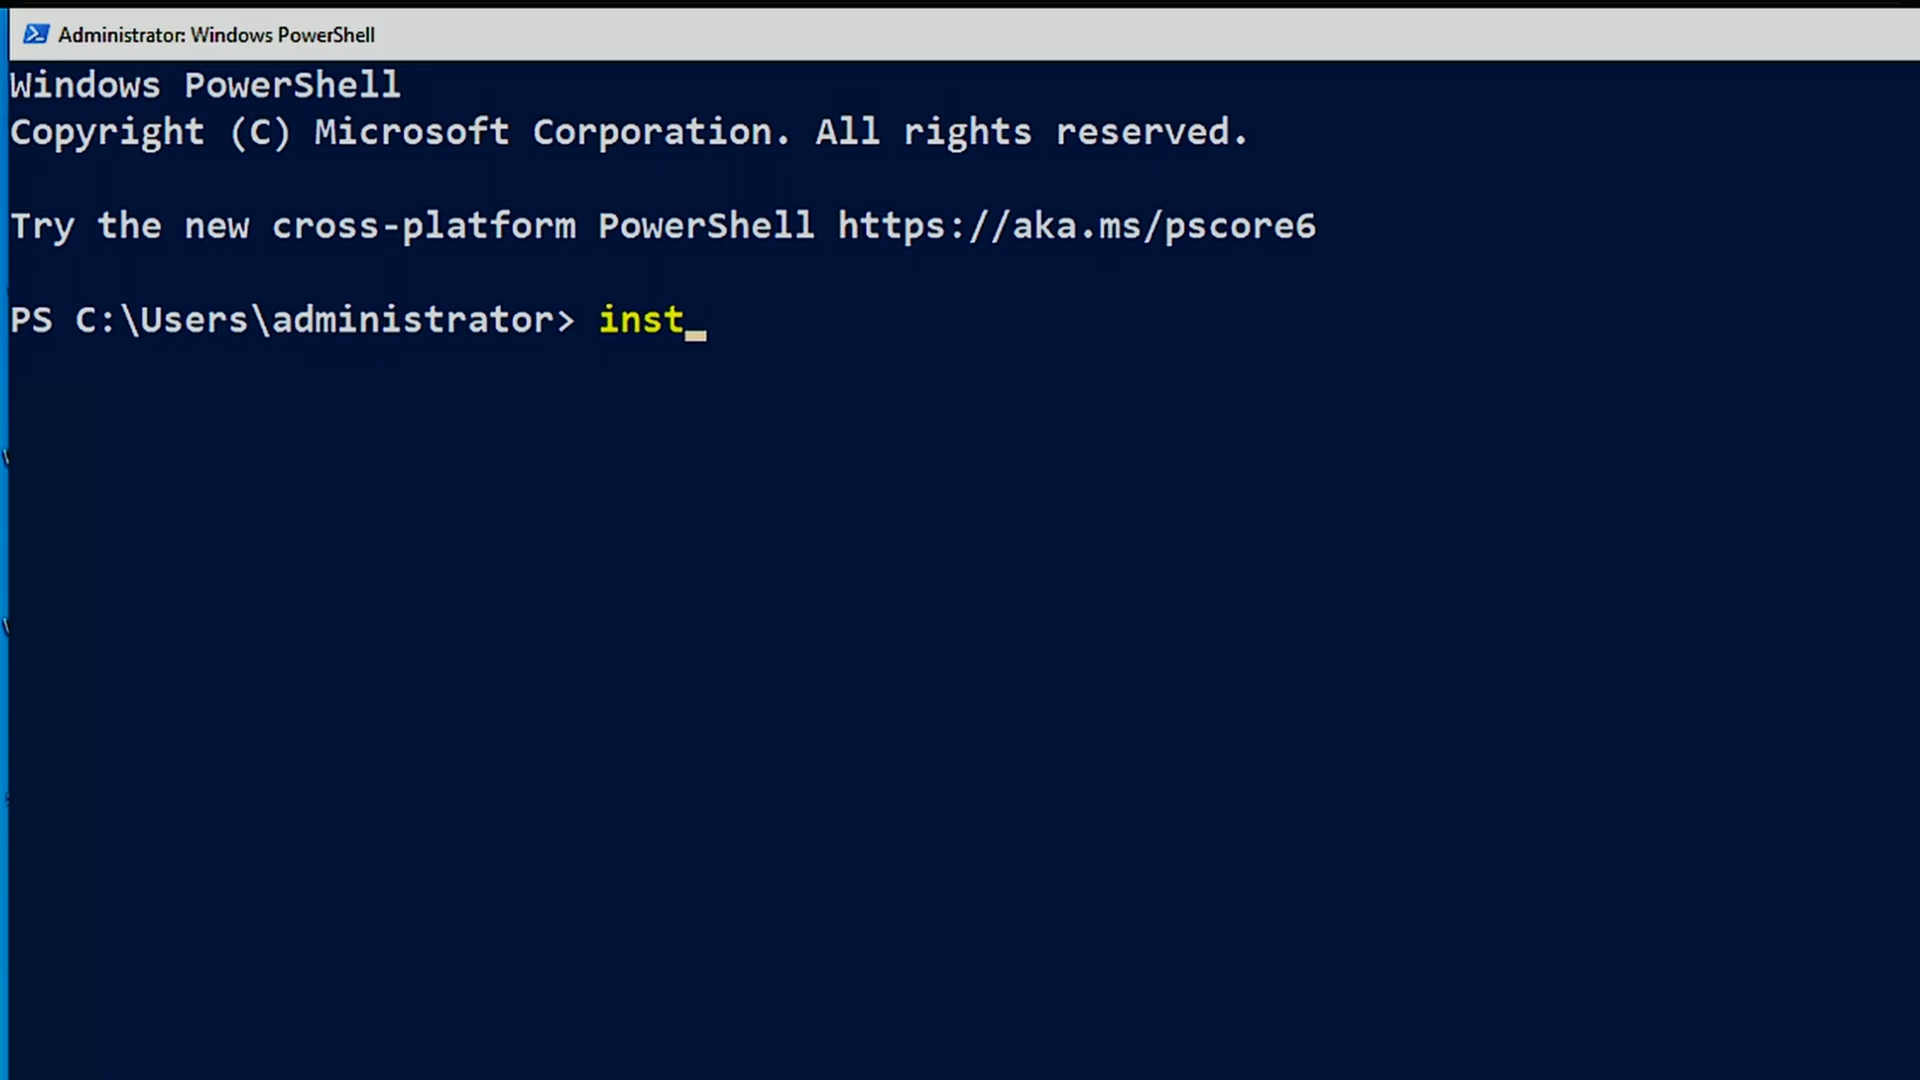 Administrator: Windows PowerShell
Windows PowerShell
Copyright (C) Microsoft Corporation. All rights reserved.
Try the new cross-platform PowerShell https://aka.ms/pscore6
PS C:\Users\administrator> inst_